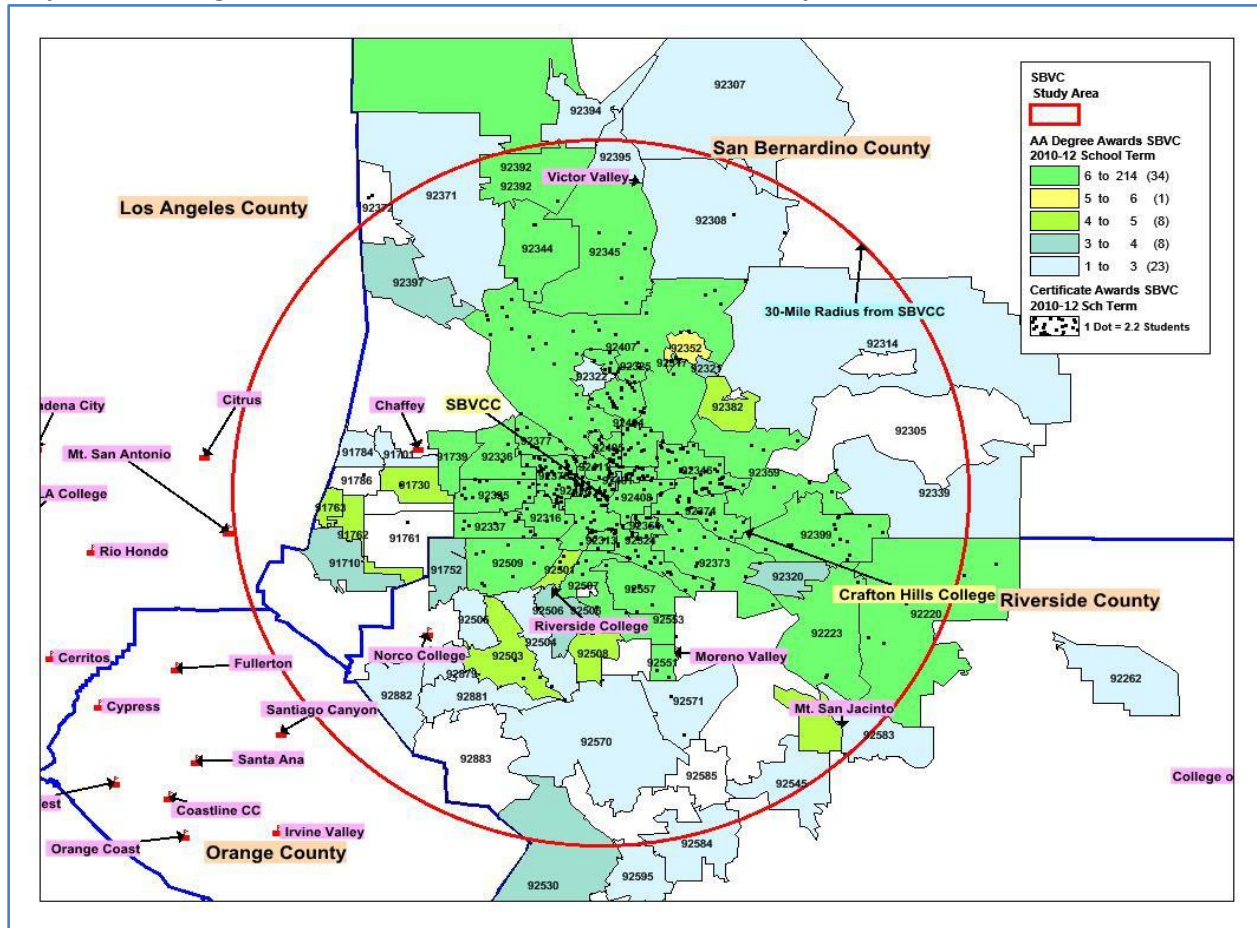 SBVC
Study Area
AA Degree Awards SBVC
2010-12 School Term
6 to 214 (34)
5 to 6 (1)
4 to 5 (8)
3 to 4 (8)
1 to 3 (23)
Certificate Awards SBVC
2010-12 Sch Term
1 Dot = 2.2 Students
92307
92394
San Bernardino County
92395
92392
Victor Valley
92392
92371
92372
Los Angeles County
92308
92344
92345
92397
30-Mile Radius from SBVCC
92314
92407
92352
92325
92321
92322
92382
Citrus
Chaffey
SBVCC
dena City
92305
Mt. San Antonio
92377
91784
91701
91739
92336
92346
92359
91786
91730
92339
LA College
92335
92408
92374
91763
92316
92337
91762
91761
92399
Rio Hondo
92313
92324
91710
91752
92509
92501
92373
92320
92507
92557
Crafton Hills College
Riverside County
92506
92506
92220
92553
Riverside College
92223
92504
Norco College
92503
92508
92551
Moreno Valley
Cerritos
Fullerton
92879
92262
92882
92881
92571
Cypress
Santiago Canyon
Mt. San Jacinto
92570
92583
92883
Santa Ana
92585
92545
College o
est
Coastline CC
Irvine Valley
Orange Coast
Orange County
92584
92530
92595